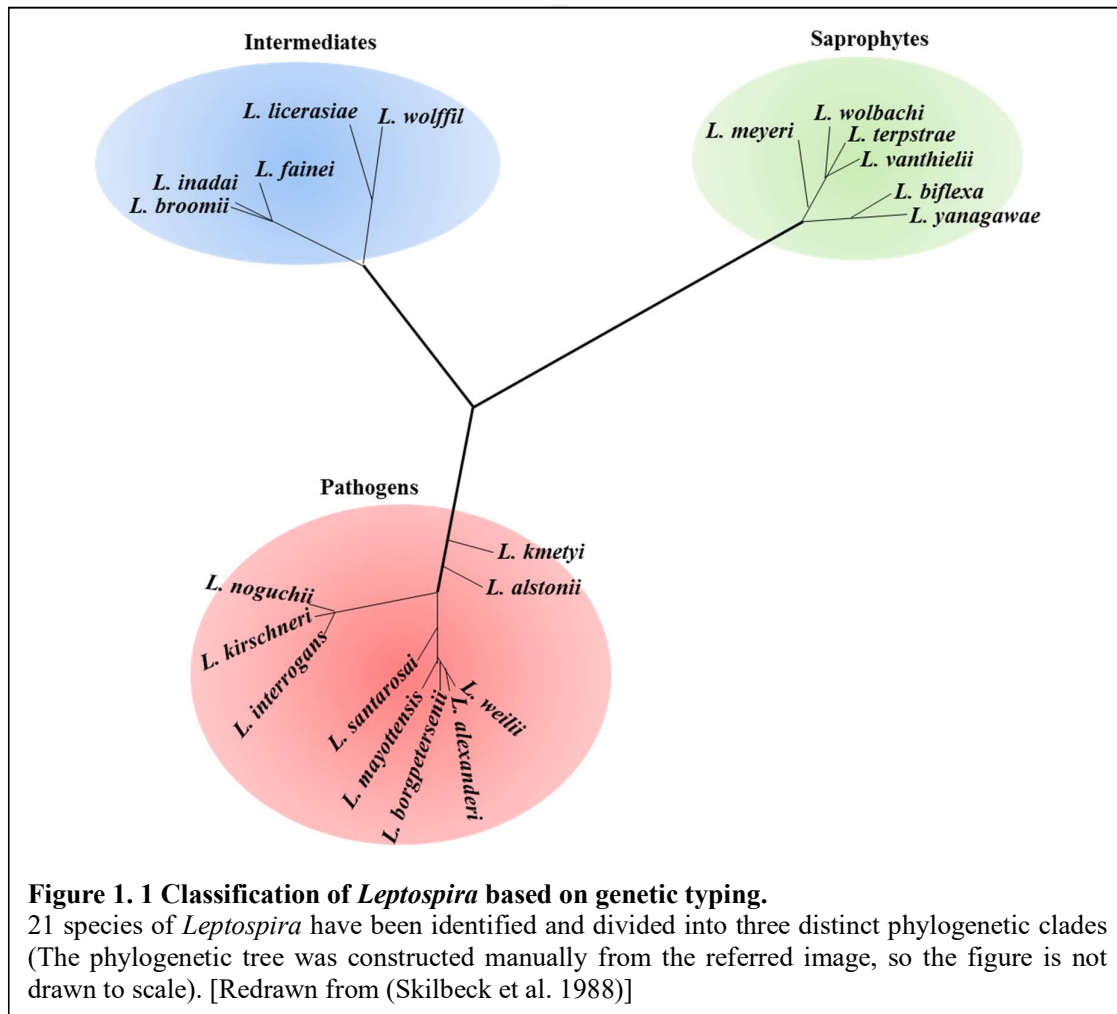 Intermediates
Saprophytes
L. licerasiae
L. wolffil
L. fainei
L. inadai
L. broomii
L. wolbachi
L. meyeri
L. terpstrae
L. vanthielii
L. biflexa
L. yanagawae
Pathogens
L. kmetyi
L. alstonii
L. noguchii
L. kirschneri
L. interrogans
L. santarosai
L. mayottensis
L. borgpetersenii
L. alexanderi
L. weilii
Figure 1. 1 Classification of Leptospira based on genetic typing.
21 species of Leptospira have been identified and divided into three distinct phylogenetic clades
(The phylogenetic tree was constructed manually from the referred image, so the figure is not
drawn to scale). [Redrawn from (Skilbeck et al. 1988)]